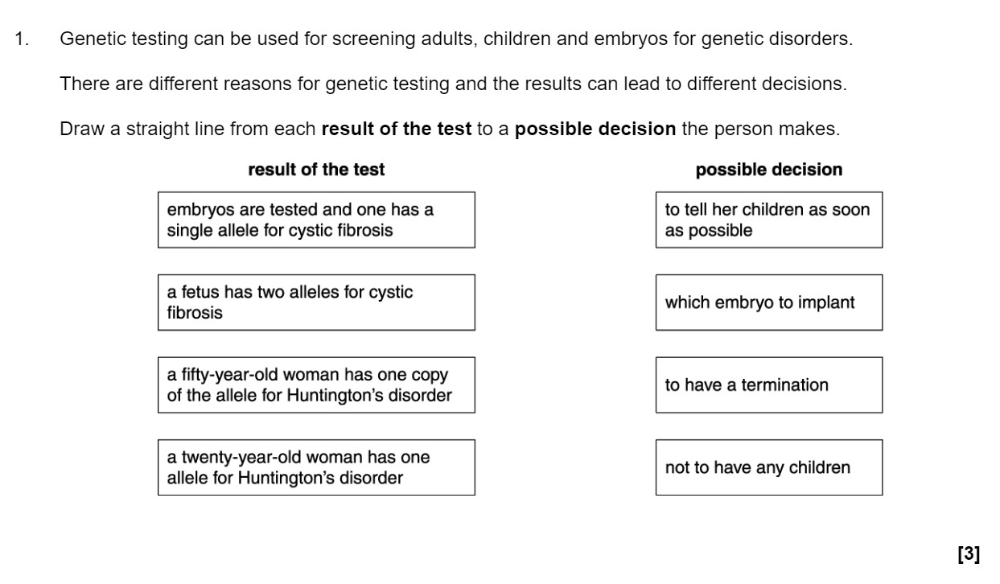 1. Genetic testing can be used for screening adults, children and embryos for genetic disorders.
There are different reasons for genetic testing and the results can lead to different decisions.
Draw a straight line from each result of the test to a possible decision the person makes.
result of the test
possible decision
embryos are tested and one has a
single allele for cystic fibrosis
to tell her children as soon
as possible
a fetus has two alleles for cystic
fibrosis
which embryo to implant
a fifty-year-old woman has one copy
of the allele for Huntington's disorder
to have a termination
a twenty-year-old woman has one
allele for Huntington's disorder
not to have any children
[3]